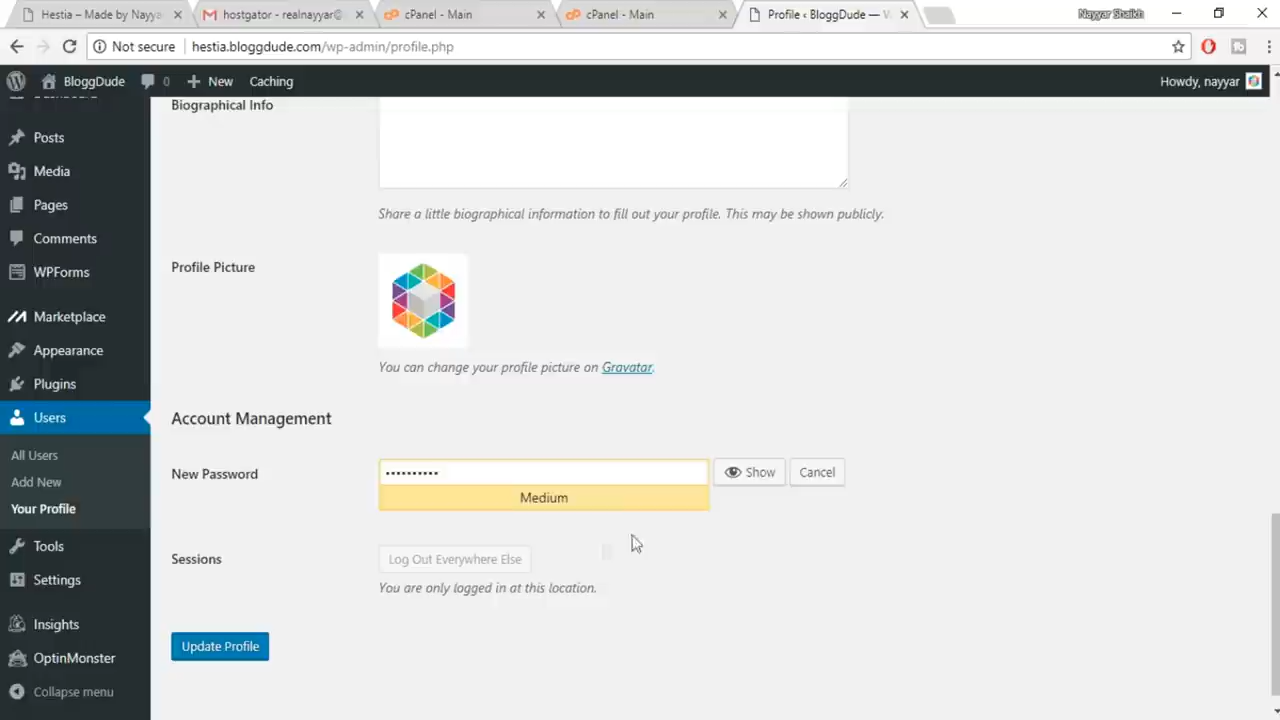 Hestia – Made by Nayya
hostgator - realnayyar@
cPanel - Main
cPanel - Main
Profile ‹ BloggDude — W
Nayyar Shaikh
Not secure
hestia.bloggdude.com/wp-admin/profile.php
BloggDude
0
New
Caching
Howdy, nayyar
Posts
Media
Pages
Comments
WPForms
Marketplace
Appearance
Plugins
Users
All Users
Add New
Your Profile
Tools
Settings
Insights
OptinMonster
Collapse menu
Biographical Info
Share a little biographical information to fill out your profile. This may be shown publicly.
Profile Picture
You can change your profile picture on Gravatar.
Account Management
New Password
••••••••••
Show
Cancel
Medium
Sessions
Log Out Everywhere Else
You are only logged in at this location.
Update Profile